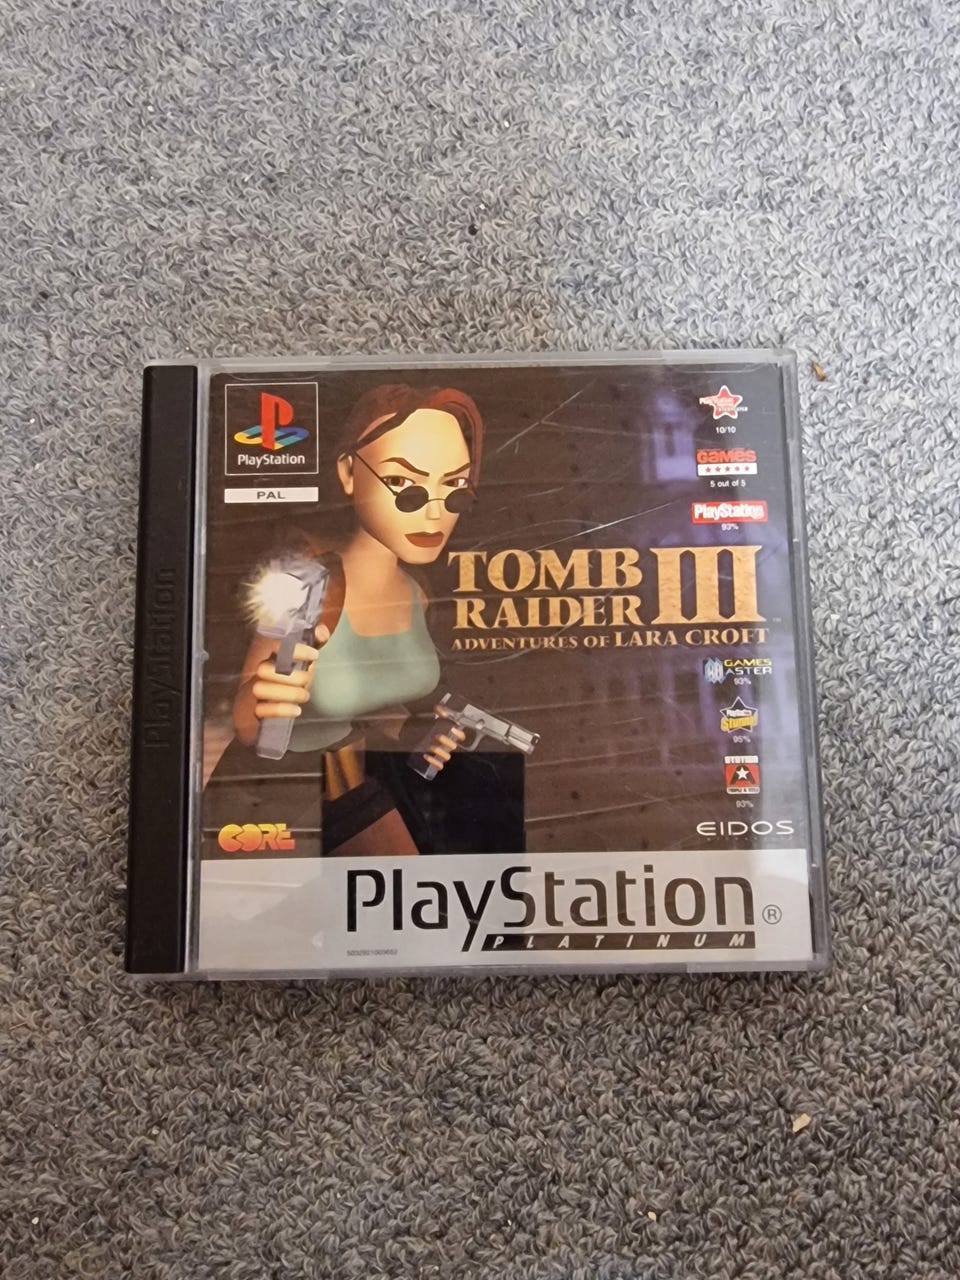 PlayStation
PAL
PlayStation
10/10
GAMES
5 out of 5
PlayStation
93%
TOMB
RAIDER III
ADVENTURES OF LARA CROFT
GAMES
MASTER
93%
95%
STATION
93%
CORE
EIDOS
PlayStation®
PLATINUM